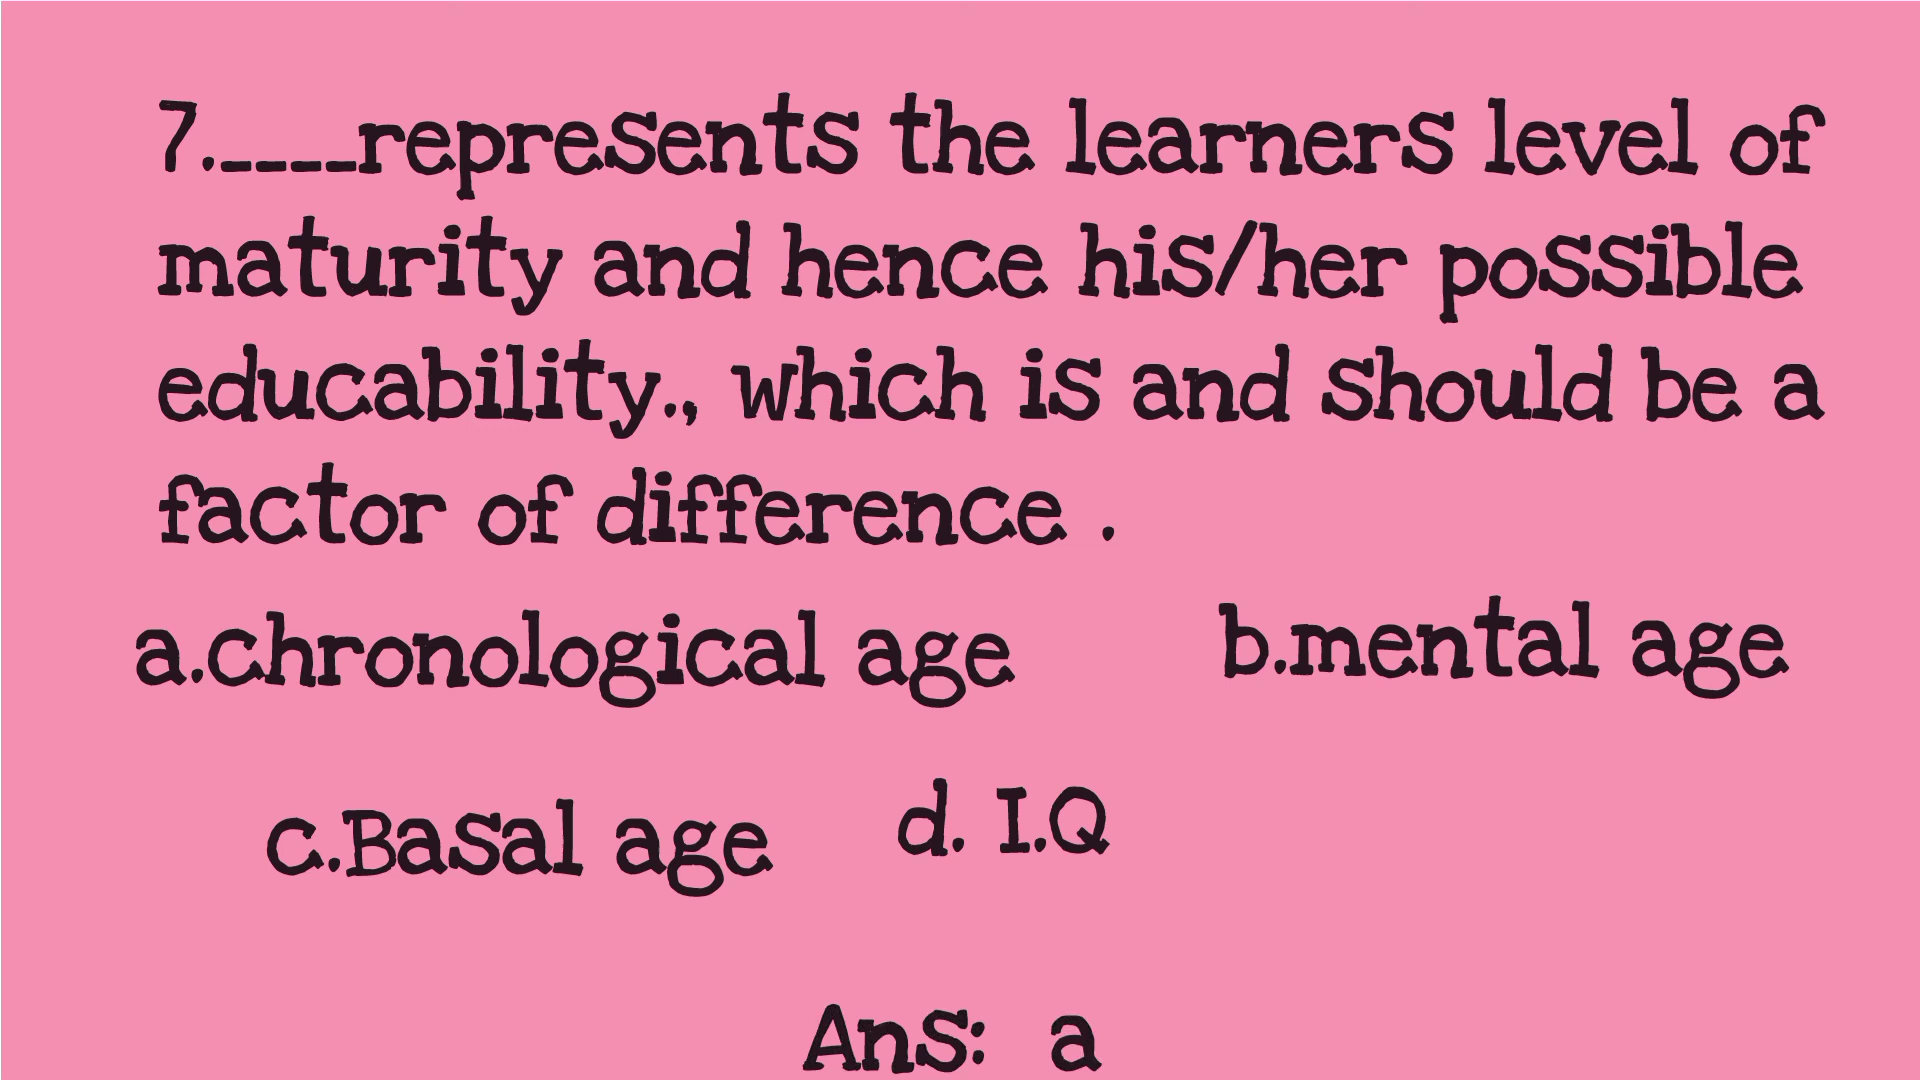 7.____represents the learners level of
maturity and hence his/her possible
educability., which is and should be a
factor of difference .
a.chronological age b.mental age
c.Basal age d. I.Q
Ans: a